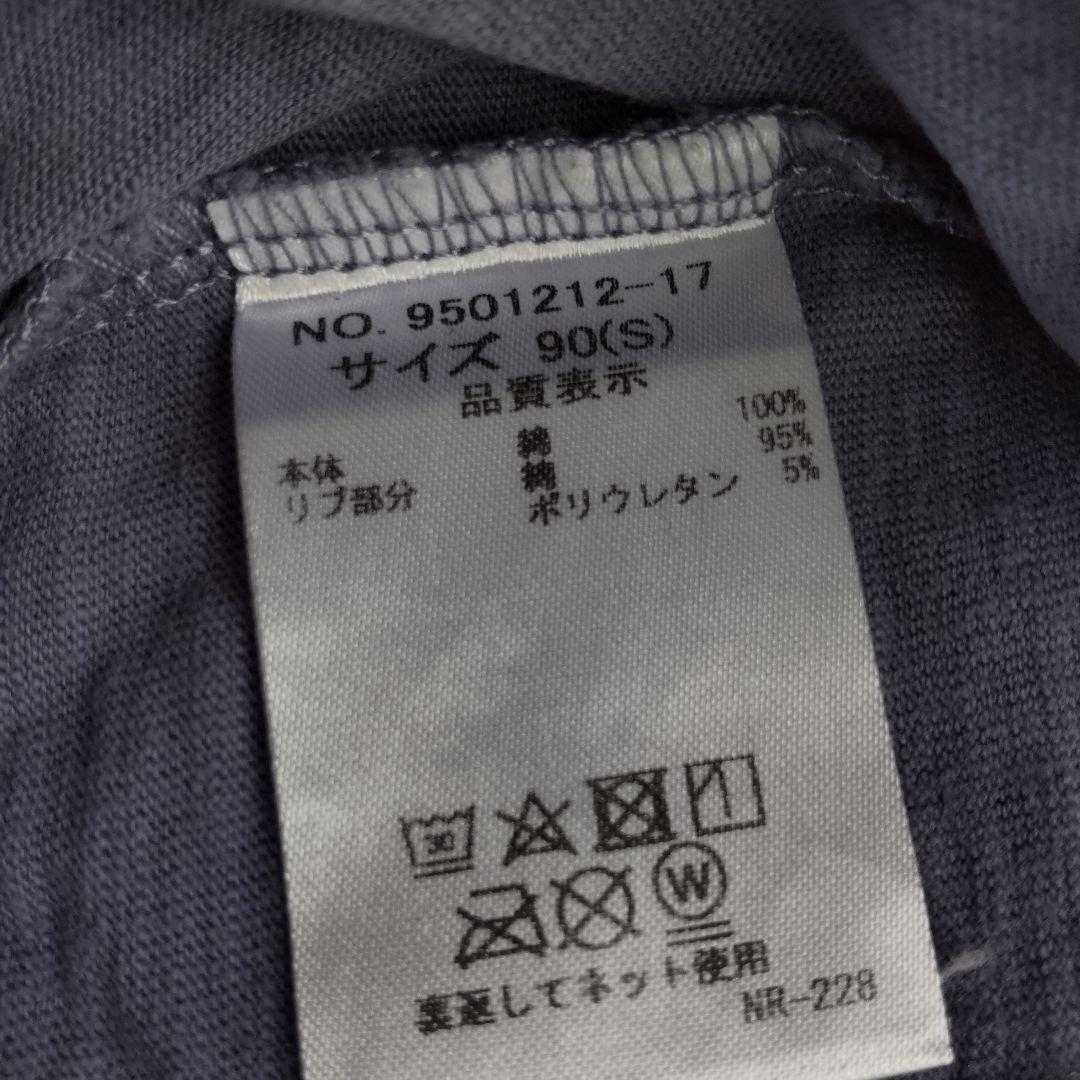 NO. 9501212-17
サイズ 90(S)
品質表示
本体 綿 100%
リブ部分 綿 95%
ポリウレタン 5%
30
W
裏返してネット使用
NR-228